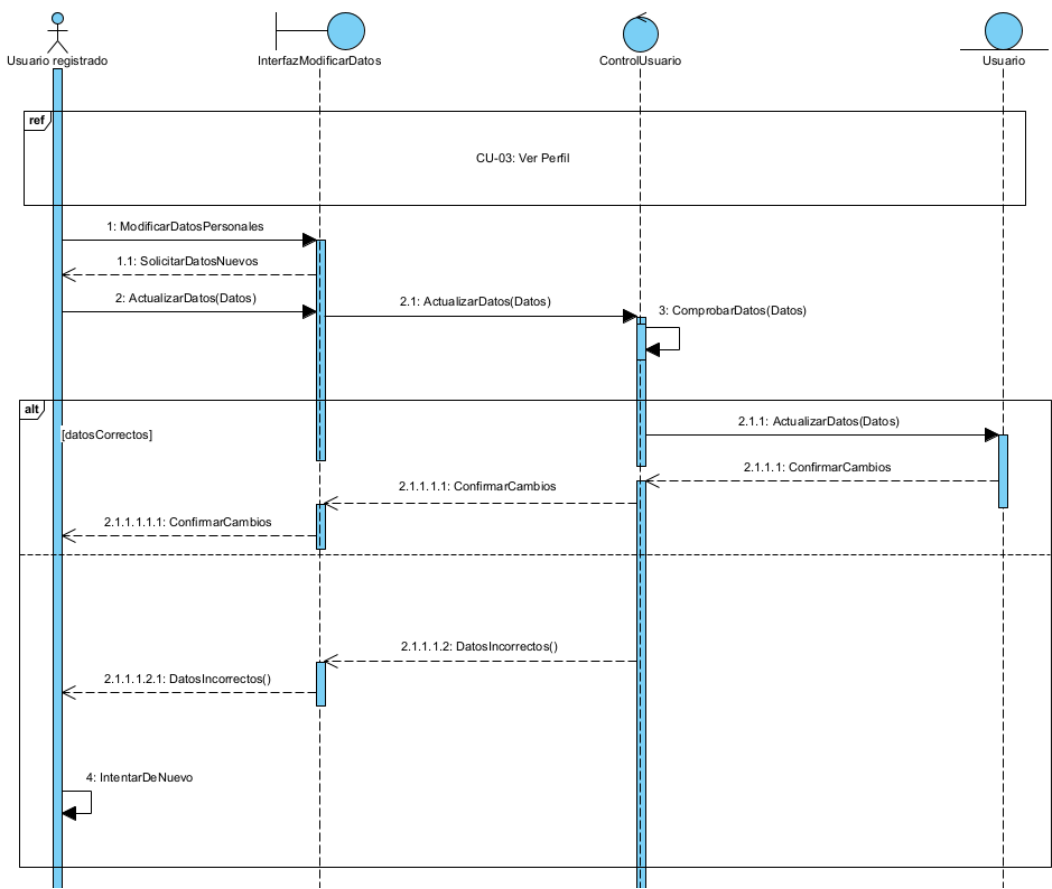 Usuario registrado
InterfazModificarDatos
ControlUsuario
Usuario
ref
CU-03: Ver Perfil
1: ModificarDatosPersonales
1.1: SolicitarDatosNuevos
2: ActualizarDatos(Datos)
2.1: ActualizarDatos(Datos)
3: ComprobarDatos(Datos)
alt
[datosCorrectos]
2.1.1: ActualizarDatos(Datos)
2.1.1.1: ConfirmarCambios
2.1.1.1.1: ConfirmarCambios
2.1.1.1.1.1: ConfirmarCambios
2.1.1.1.2: DatosIncorrectos()
2.1.1.1.2.1: DatosIncorrectos()
4: IntentarDeNuevo